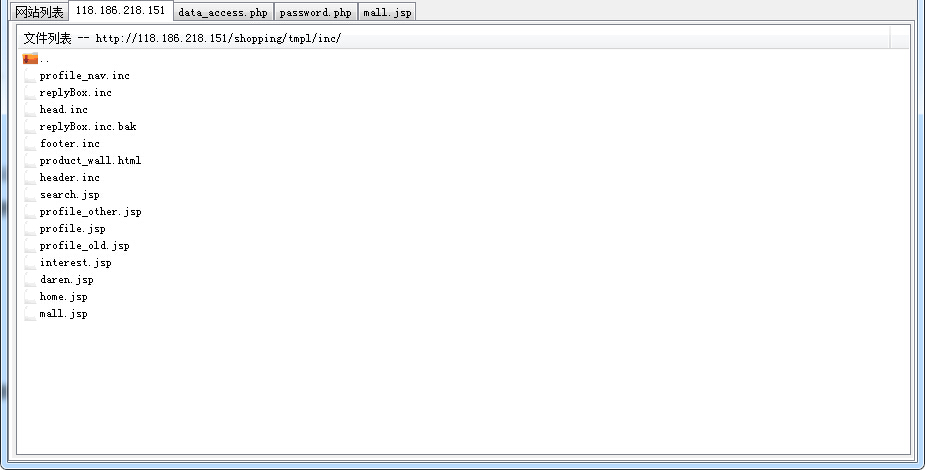 网站列表 118.186.218.151 data_access.php password.php mall.jsp
文件列表 -- http://118.186.218.151/shopping/tmpl/inc/
..
profile_nav.inc
replyBox.inc
head.inc
replyBox.inc.bak
footer.inc
product_wall.html
header.inc
search.jsp
profile_other.jsp
profile.jsp
profile_old.jsp
interest.jsp
daren.jsp
home.jsp
mall.jsp